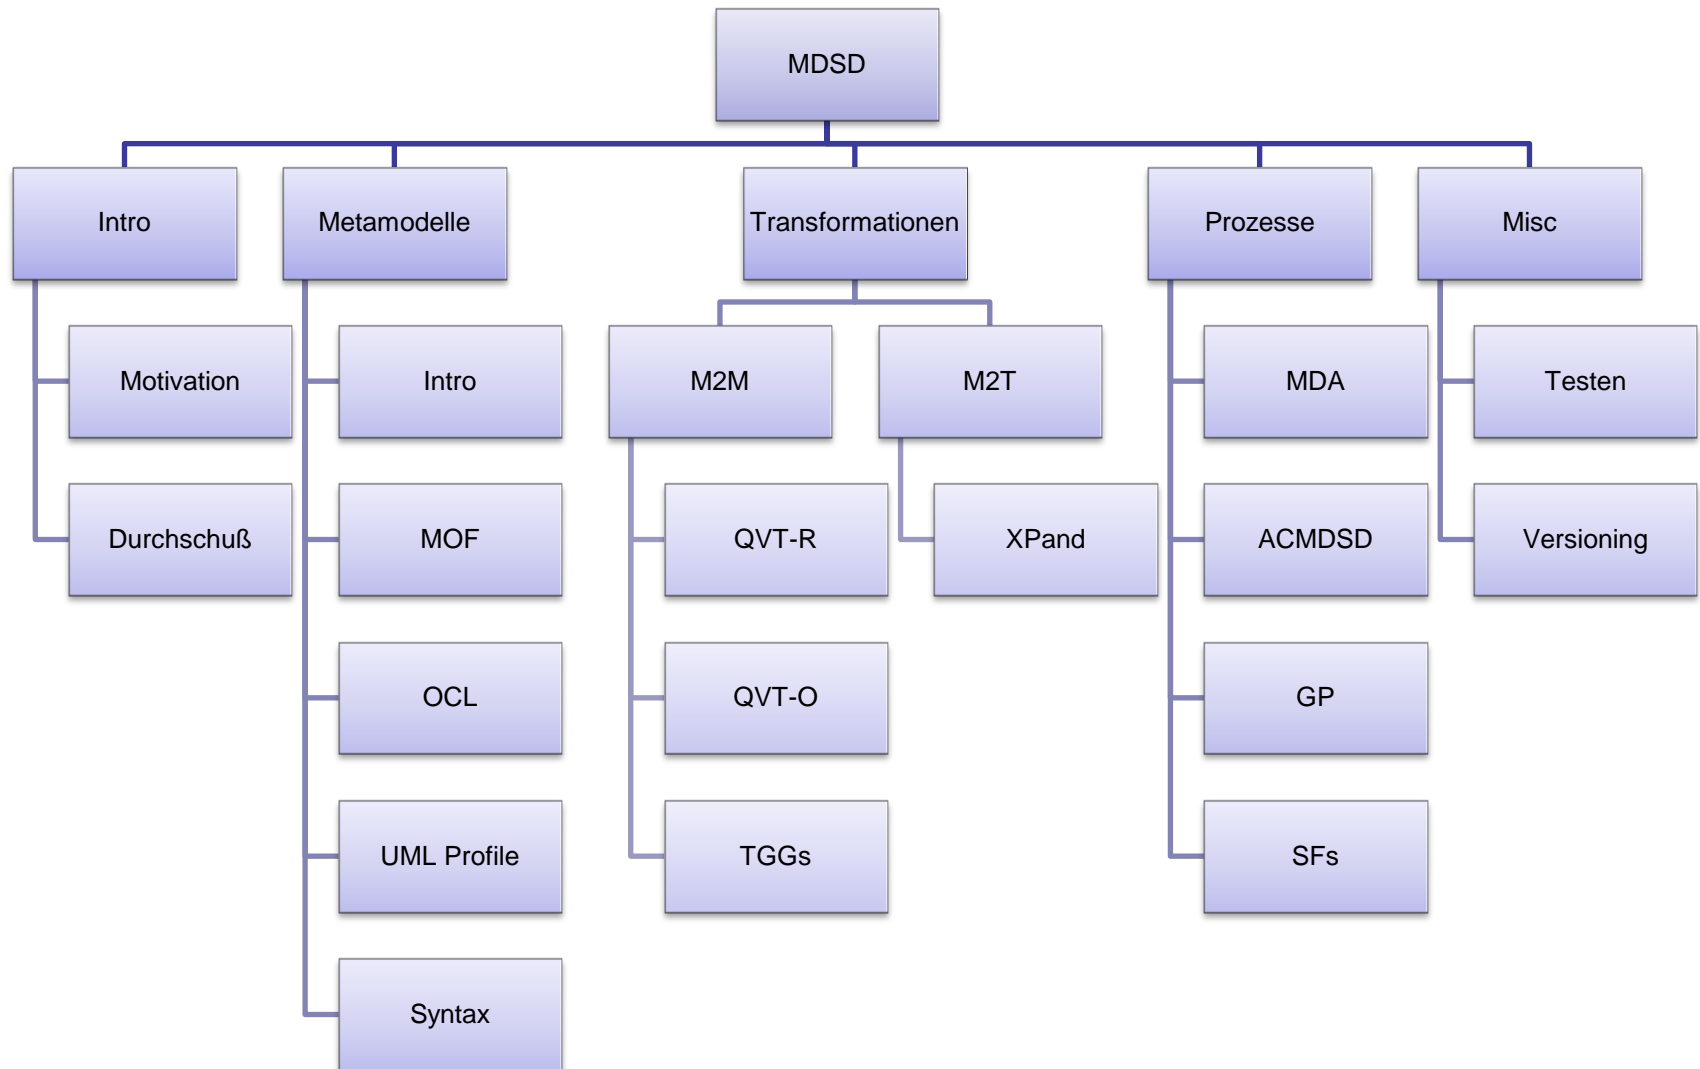 MDSD
Intro
Metamodelle
Transformationen
Prozesse
Misc
Motivation
Intro
M2M
M2T
MDA
Testen
Durchschuß
MOF
QVT-R
XPand
ACMDSD
Versioning
OCL
QVT-O
GP
UML Profile
TGGs
SFs
Syntax